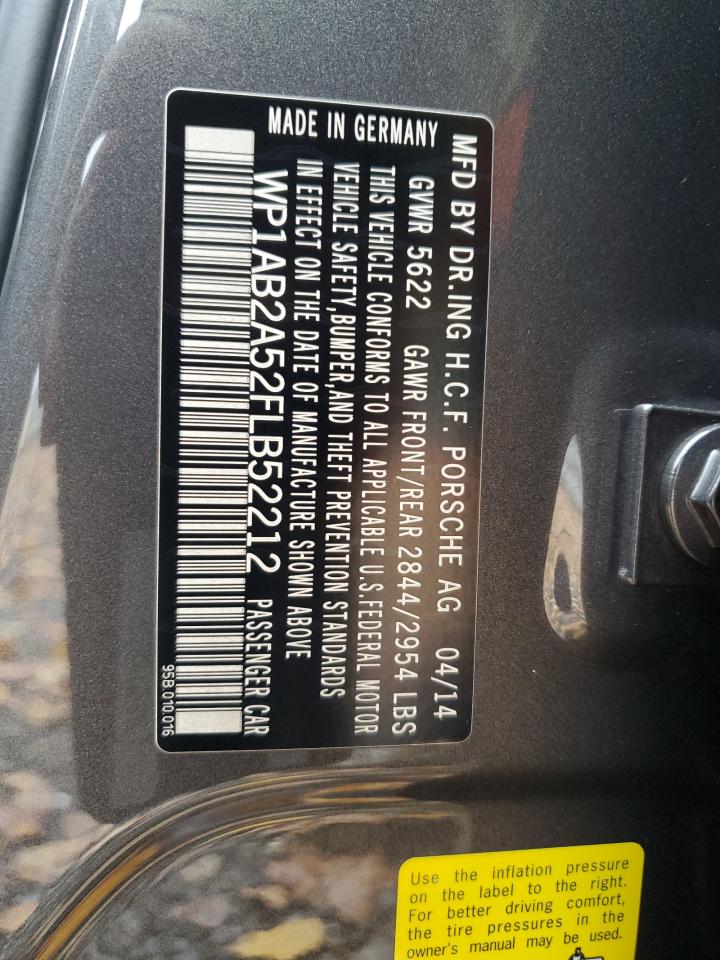 MFD BY DR.ING H.C.F. PORSCHE AG 04/14
MADE IN GERMANY
GVWR 5622 GAWR FRONT/REAR 2844/2954 LBS
THIS VEHICLE CONFORMS TO ALL APPLICABLE U.S.FEDERAL MOTOR
VEHICLE SAFETY,BUMPER,AND THEFT PREVENTION STANDARDS
IN EFFECT ON THE DATE OF MANUFACTURE SHOWN ABOVE
WP1AB2A52FLB52212 PASSENGER CAR
95B.010.016
Use the inflation pressure
on the label to the right.
For better driving comfort,
the tire pressures in the
owner's manual may be used.